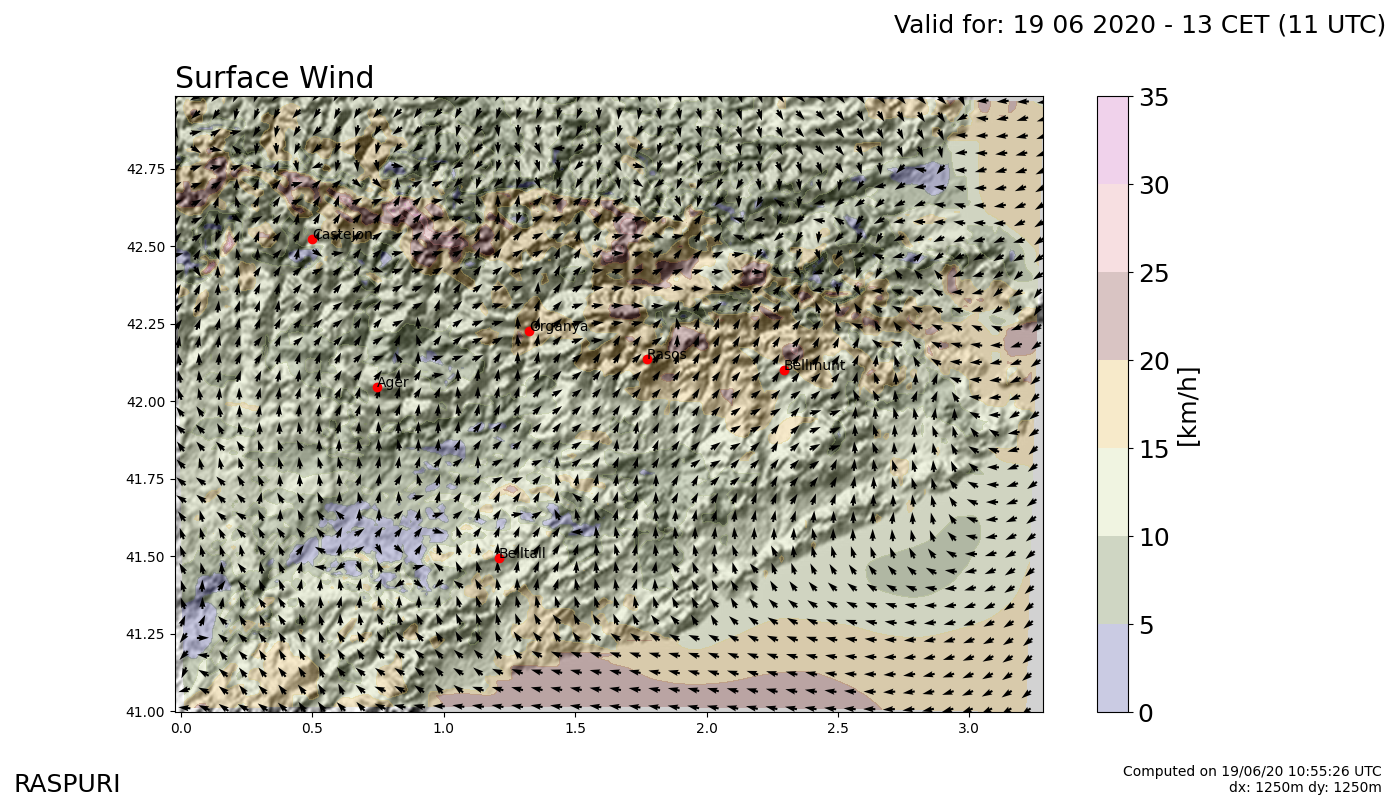 Valid for: 19 06 2020 - 13 CET (11 UTC)
Surface Wind
42.75
42.50
42.25
42.00
41.75
41.50
41.25
41.00
0.0 0.5 1.0 1.5 2.0 2.5 3.0
Castejon
Organya
Rasos
Bellmunt
Ager
Belltall
35
30
25
20
15
10
5
0
[km/h]
RASPURI
Computed on 19/06/20 10:55:26 UTC
dx: 1250m dy: 1250m